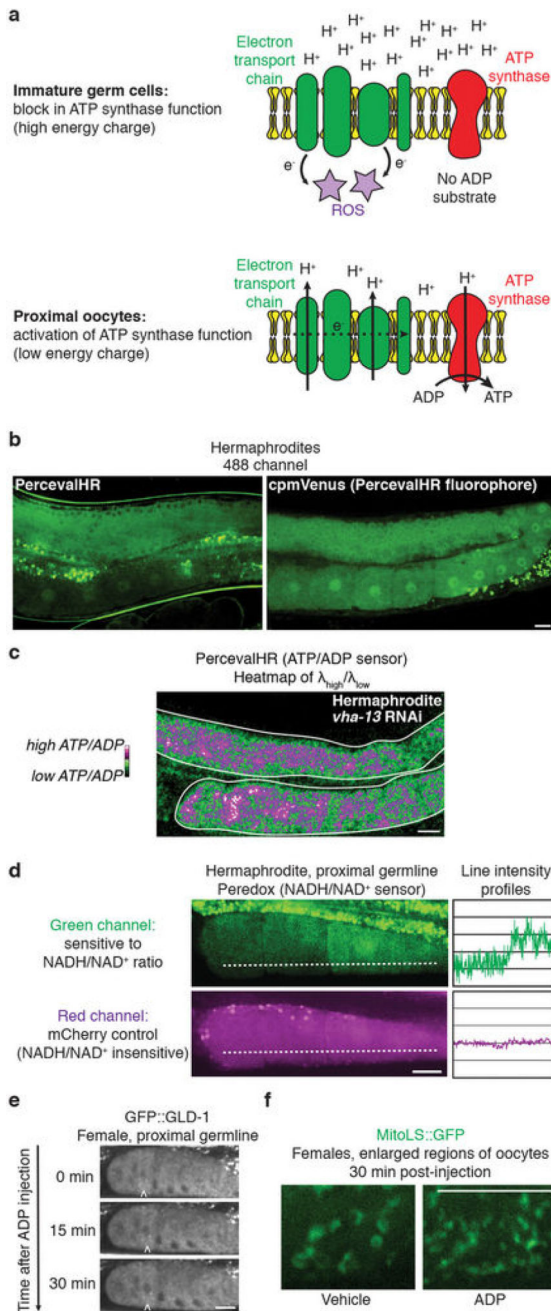 a
H⁺ H⁺ H⁺ H⁺ H⁺ H⁺ H⁺ H⁺ H⁺ H⁺ H⁺ H⁺ H⁺ H⁺
Electron
transport
chain
ATP
synthase
Immature germ cells:
block in ATP synthase function
(high energy charge)
e⁻
e⁻
ROS
No ADP
substrate
Electron
transport
chain
H⁺ H⁺ H⁺ H⁺ H⁺ H⁺
ATP
synthase
Proximal oocytes:
activation of ATP synthase function
(low energy charge)
e⁻
ADP
ATP
b
Hermaphrodites
488 channel
PercevalHR
cpmVenus (PercevalHR fluorophore)
c
PercevalHR (ATP/ADP sensor)
Heatmap of λhigh/λlow
Hermaphrodite
vha-13 RNAi
high ATP/ADP
low ATP/ADP
d
Hermaphrodite, proximal germline
Peredox (NADH/NAD⁺ sensor)
Line intensity
profiles
Green channel:
sensitive to
NADH/NAD⁺ ratio
Red channel:
mCherry control
(NADH/NAD⁺ insensitive)
e
GFP::GLD-1
Female, proximal germline
Time after ADP injection
0 min
15 min
30 min
f
MitoLS::GFP
Females, enlarged regions of oocytes
30 min post-injection
Vehicle
ADP